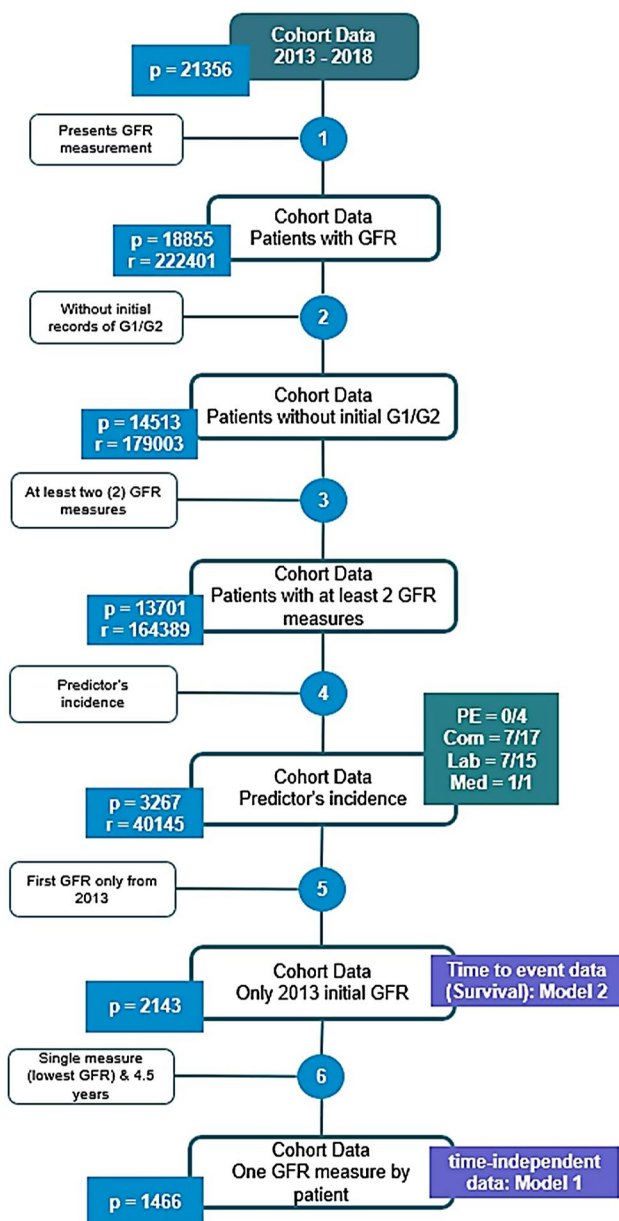 Cohort Data
2013 - 2018
p = 21356
1
Presents GFR
measurement
Cohort Data
Patients with GFR
p = 18855
r = 222401
2
Without initial
records of G1/G2
Cohort Data
Patients without initial G1/G2
p = 14513
r = 179003
3
At least two (2) GFR
measures
Cohort Data
Patients with at least 2 GFR
measures
p = 13701
r = 164389
4
Predictor's
incidence
PE = 0/4
Com = 7/17
Lab = 7/15
Med = 1/1
Cohort Data
Predictor's incidence
p = 3267
r = 40145
5
First GFR only from
2013
Cohort Data
Only 2013 initial GFR
p = 2143
Time to event data
(Survival): Model 2
6
Single measure
(lowest GFR) & 4.5
years
Cohort Data
One GFR measure by
patient
p = 1466
time-independent
data: Model 1